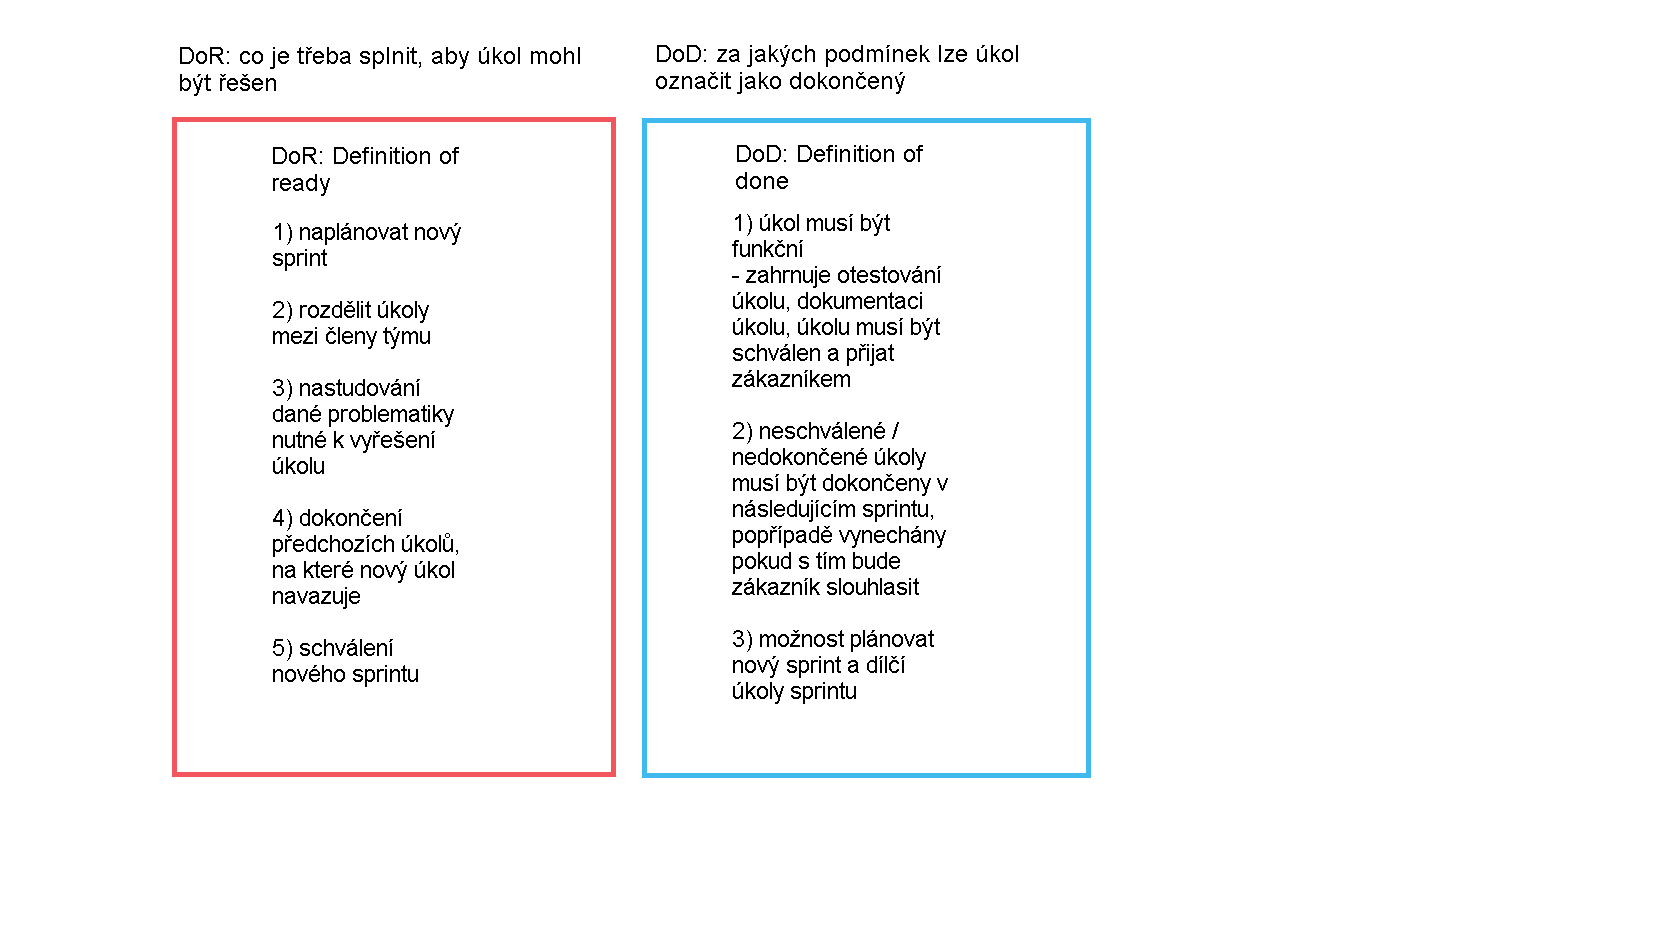 DoR: co je třeba splnit, aby úkol mohl
být řešen
DoR: Definition of
ready
1) naplánovat nový
sprint
2) rozdělit úkoly
mezi členy týmu
3) nastudování
dané problematiky
nutné k vyřešení
úkolu
4) dokončení
předchozích úkolů,
na které nový úkol
navazuje
5) schválení
nového sprintu
DoD: za jakých podmínek lze úkol
označit jako dokončený
DoD: Definition of
done
1) úkol musí být
funkční
- zahrnuje otestování
úkolu, dokumentaci
úkolu, úkolu musí být
schválen a přijat
zákazníkem
2) neschválené /
nedokončené úkoly
musí být dokončeny v
následujícím sprintu,
popřípadě vynechány
pokud s tím bude
zákazník slouhlasit
3) možnost plánovat
nový sprint a dílčí
úkoly sprintu